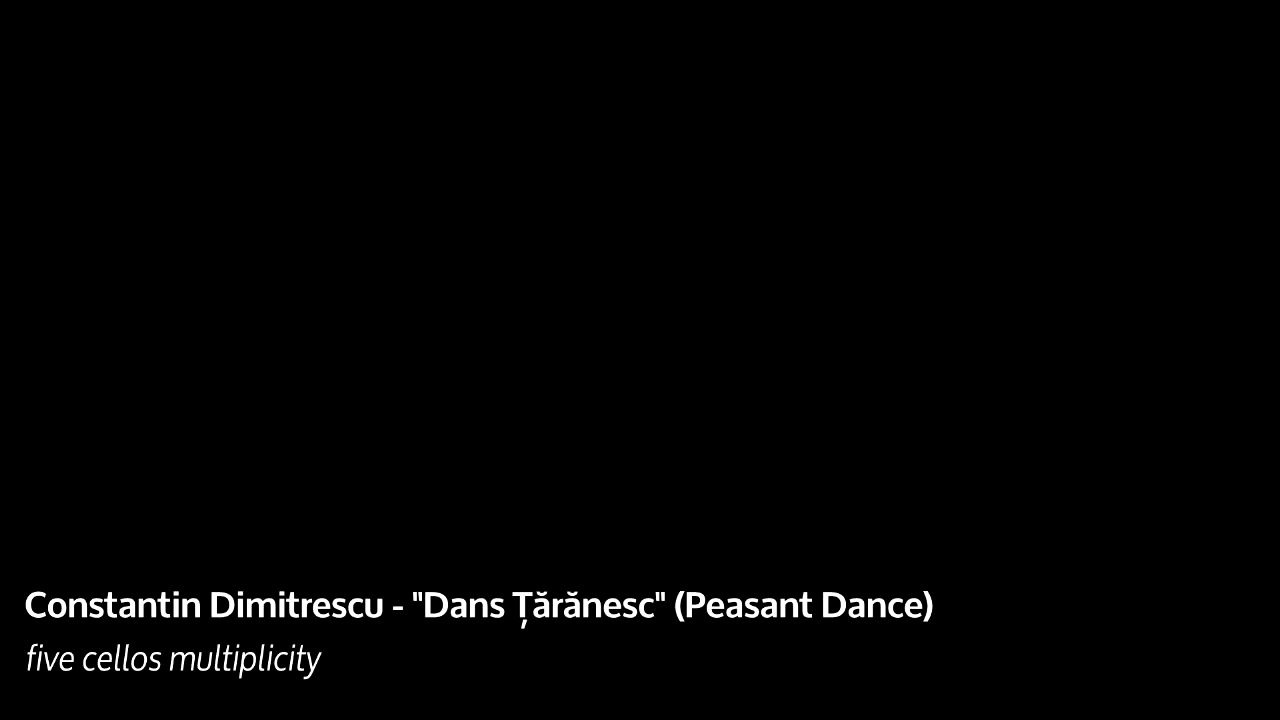 Constantin Dimitrescu - "Dans Țărănesc" (Peasant Dance)
five cellos multiplicity